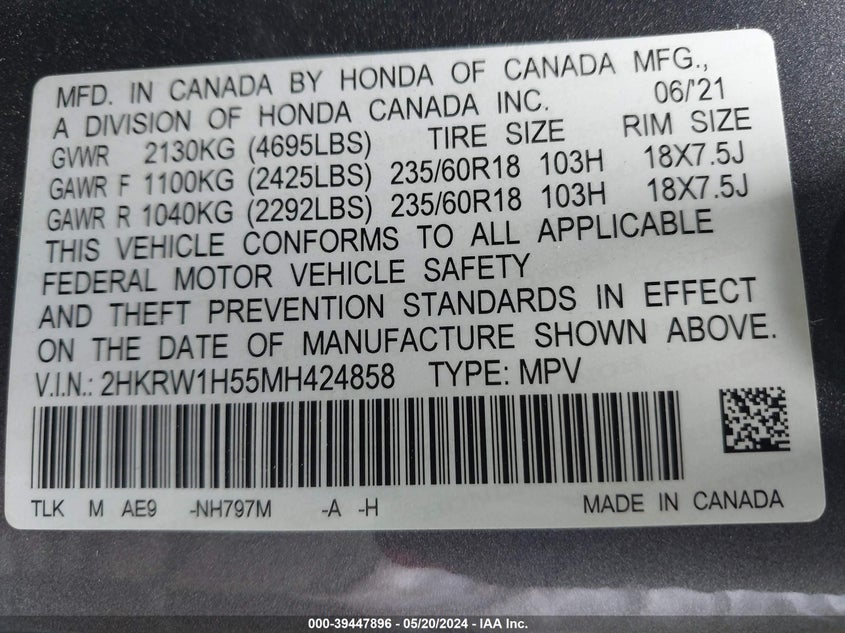 MFD. IN CANADA BY HONDA OF CANADA MFG.,
A DIVISION OF HONDA CANADA INC. 06/'21
GVWR 2130KG (4695LBS) TIRE SIZE RIM SIZE
GAWR F 1100KG (2425LBS) 235/60R18 103H 18X7.5J
GAWR R 1040KG (2292LBS) 235/60R18 103H 18X7.5J
THIS VEHICLE CONFORMS TO ALL APPLICABLE
FEDERAL MOTOR VEHICLE SAFETY
AND THEFT PREVENTION STANDARDS IN EFFECT
ON THE DATE OF MANUFACTURE SHOWN ABOVE.
V.I.N.: 2HKRW1H55MH424858 TYPE: MPV
TLK M AE9 -NH797M -A -H MADE IN CANADA
000-39447896 - 05/20/2024 - IAA Inc.